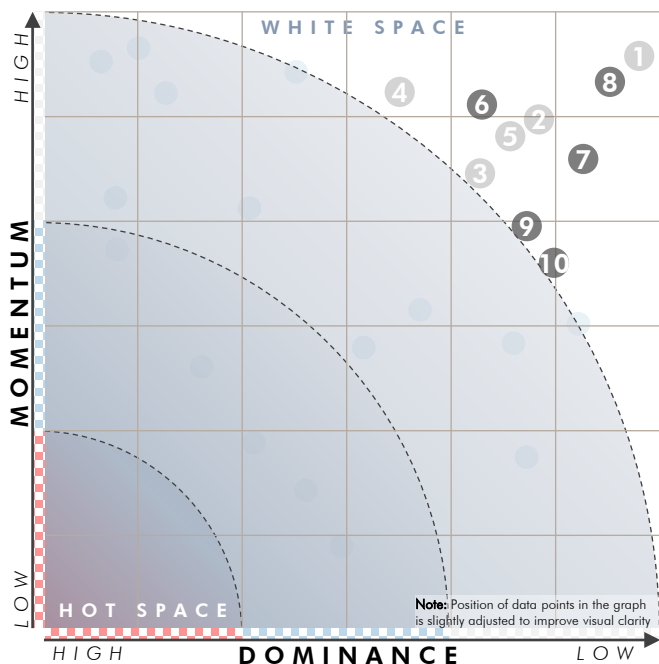 WHITE SPACE
HIGH
1
8
4
6
2
5
7
3
9
10
MOMENTUM
LOW
HOT SPACE
Note: Position of data points in the graph
is slightly adjusted to improve visual clarity
HIGH
DOMINANCE
LOW